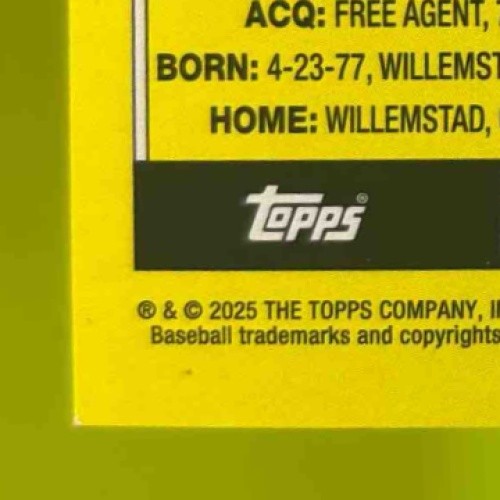 ACQ: FREE AGENT,
BORN: 4-23-77, WILLEMST
HOME: WILLEMSTAD,
Topps®
® & © 2025 THE TOPPS COMPANY, I
Baseball trademarks and copyrights